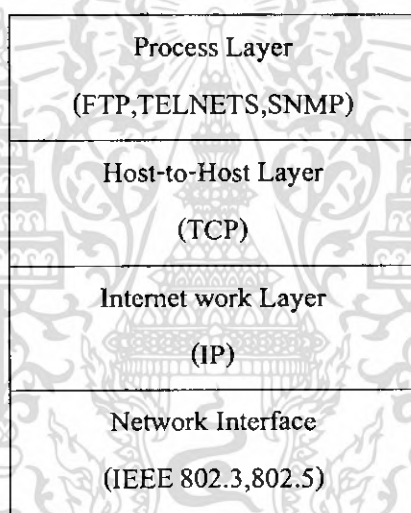 Process Layer
(FTP,TELNETS,SNMP)
Host-to-Host Layer
(TCP)
Internet work Layer
(IP)
Network Interface
(IEEE 802.3,802.5)